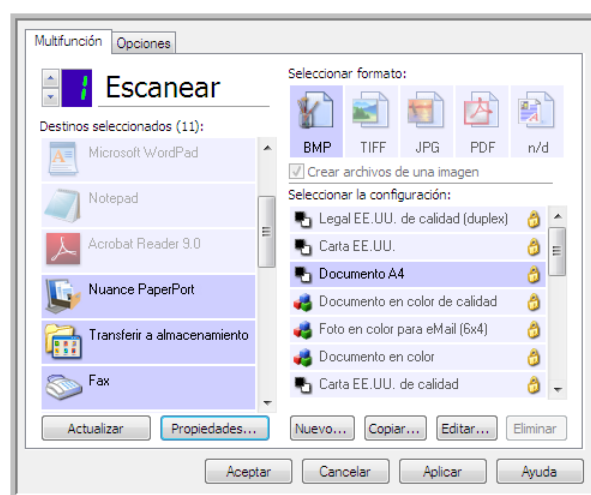 Multifunción
Opciones
1
Escanear
Destinos seleccionados (11):
Microsoft WordPad
Notepad
Acrobat Reader 9.0
Nuance PaperPort
Transferir a almacenamiento
Fax
Actualizar
Propiedades...
Seleccionar formato:
BMP
TIFF
JPG
PDF
n/d
Crear archivos de una imagen
Seleccionar la configuración:
Legal EE.UU. de calidad (duplex)
Carta EE.UU.
Documento A4
Documento en color de calidad
Foto en color para eMail (6x4)
Documento en color
Carta EE.UU. de calidad
Nuevo...
Copiar...
Editar...
Eliminar
Aceptar
Cancelar
Aplicar
Ayuda